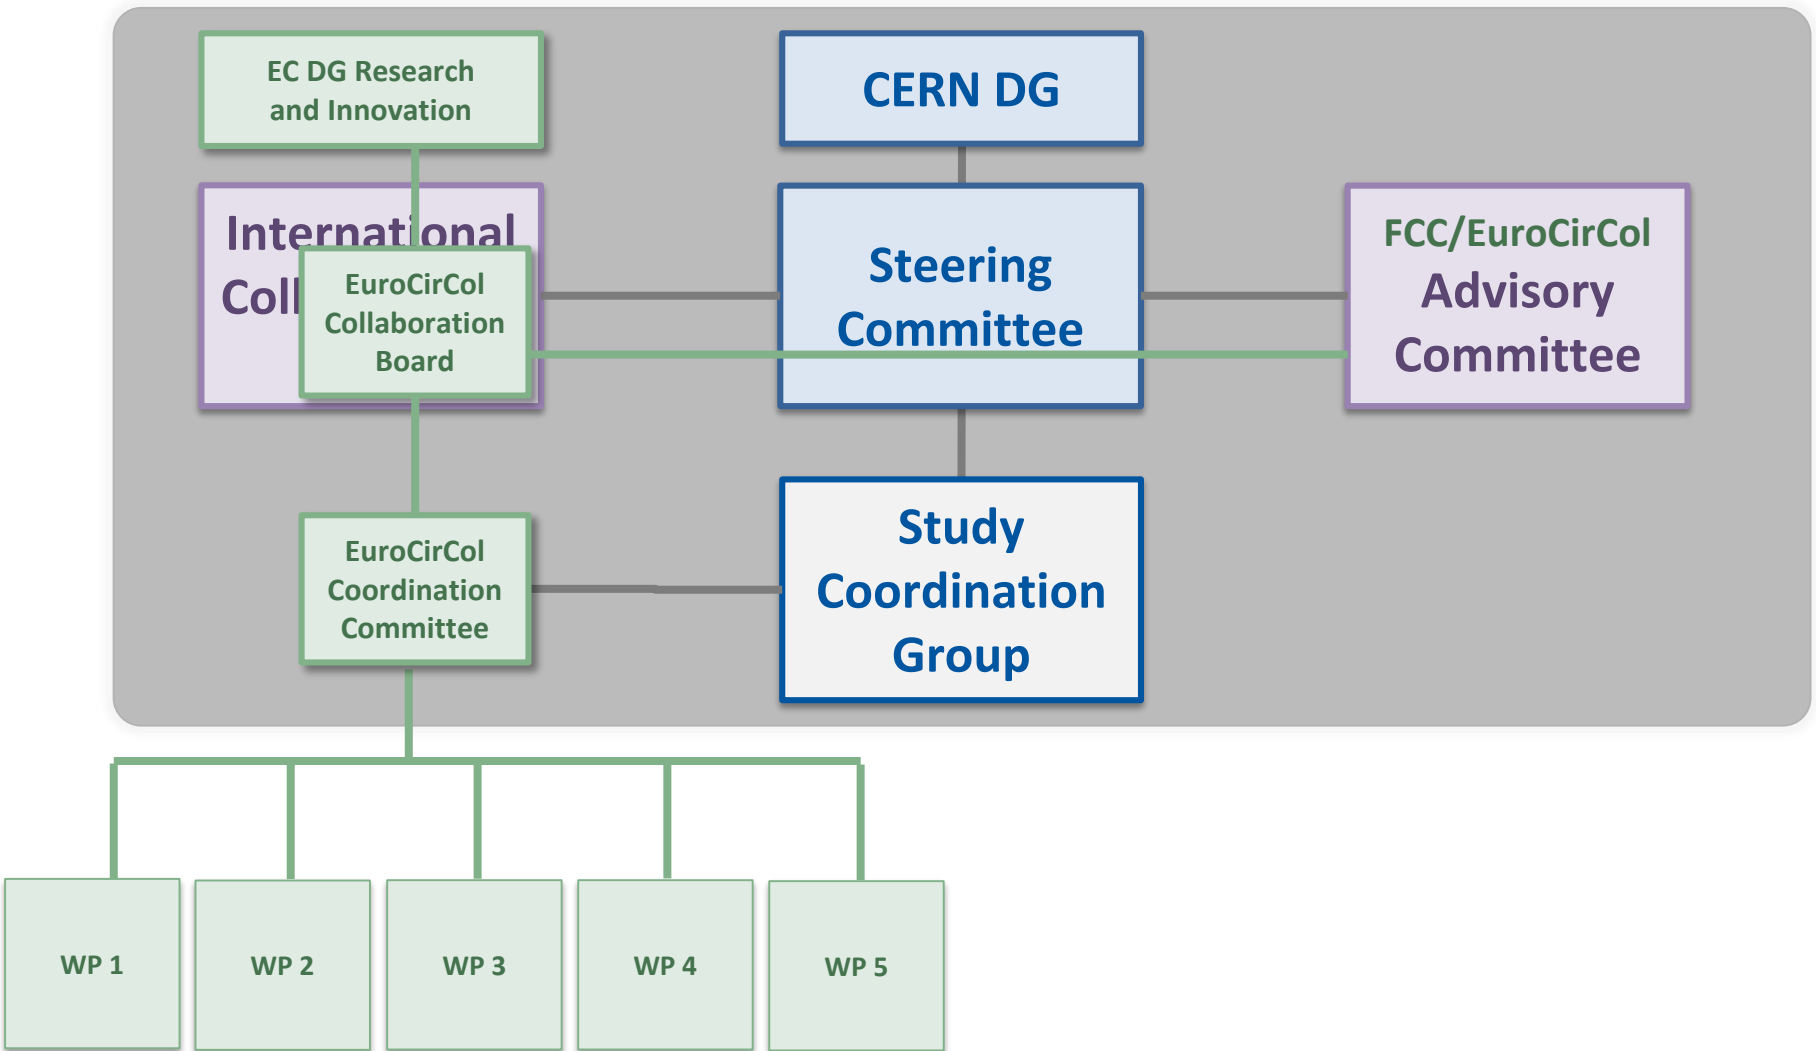 EC DG Research
and Innovation
CERN DG
International
Coll
EuroCirCol
Collaboration
Board
Steering
Committee
FCC/EuroCirCol
Advisory
Committee
EuroCirCol
Coordination
Committee
Study
Coordination
Group
WP 1
WP 2
WP 3
WP 4
WP 5